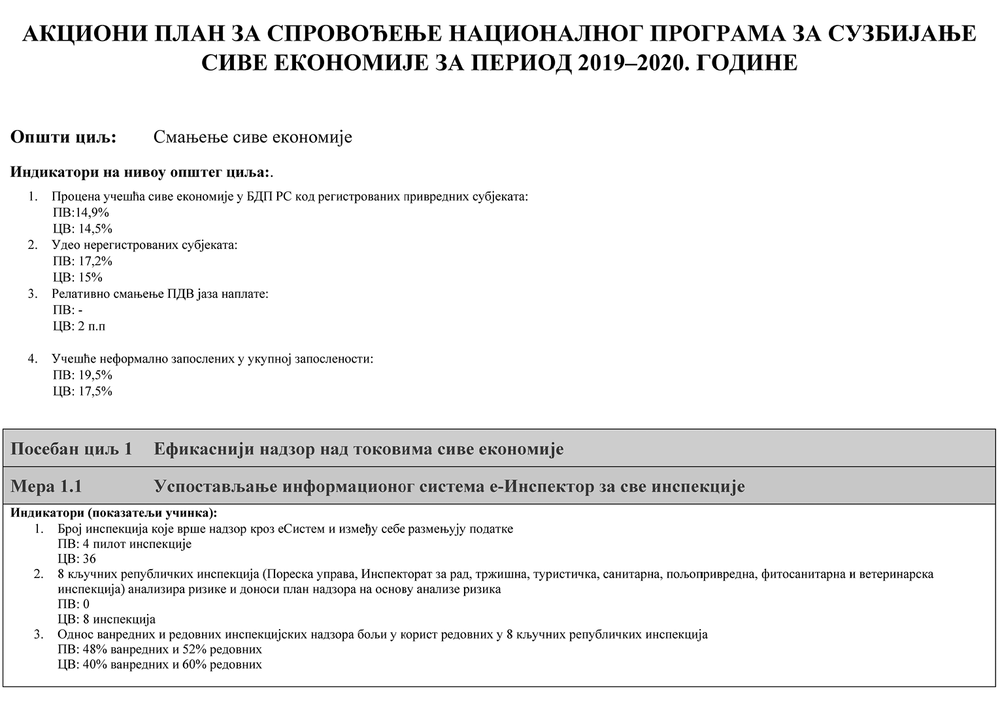 АКЦИОНИ ПЛАН ЗА СПРОВОЂЕЊЕ НАЦИОНАЛНОГ ПРОГРАМА ЗА СУЗБИЈАЊЕ
СИВЕ ЕКОНОМИЈЕ ЗА ПЕРИОД 2019–2020. ГОДИНЕ
Општи циљ: Смањење сиве економије
Индикатори на нивоу општег циља:.
1. Процена учешћа сиве економије у БДП РС код регистрованих привредних субјеката:
ПВ:14,9%
ЦВ: 14,5%
2. Удео нерегистрованих субјеката:
ПВ: 17,2%
ЦВ: 15%
3. Релативно смањење ПДВ јаза наплате:
ПВ: -
ЦВ: 2 п.п
4. Учешће неформално запослених у укупној запослености:
ПВ: 19,5%
ЦВ: 17,5%
Посебан циљ 1 Ефикаснији надзор над токовима сиве економије
Мера 1.1 Успостављање информационог система е-Инспектор за све инспекције
Индикатори (показатељи учинка):
1. Број инспекција које врше надзор кроз еСистем и између себе размењују податке
ПВ: 4 пилот инспекције
ЦВ: 36
2. 8 кључних републичких инспекција (Пореска управа, Инспекторат за рад, тржишна, туристичка, санитарна, пољопривредна, фитосанитарна и ветеринарска
инспекција) анализира ризике и доноси план надзора на основу анализе ризика
ПВ: 0
ЦВ: 8 инспекција
3. Однос ванредних и редовних инспекцијских надзора бољи у корист редовних у 8 кључних републичких инспекција
ПВ: 48% ванредних и 52% редовних
ЦВ: 40% ванредних и 60% редовних